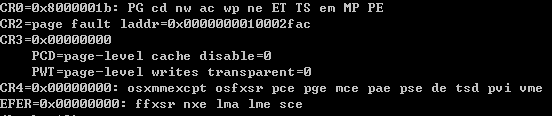 CR0=0x8000001b: PG cd nw ac wp ne ET TS em MP PE
CR2=page fault laddr=0x0000000010002fac
CR3=0x00000000
PCD=page-level cache disable=0
PWT=page-level writes transparent=0
CR4=0x00000000: osxmmexcpt osfxsr pce pge mce pae pse de tsd pvi vme
EFER=0x00000000: ffxsr nxe lma lme sce